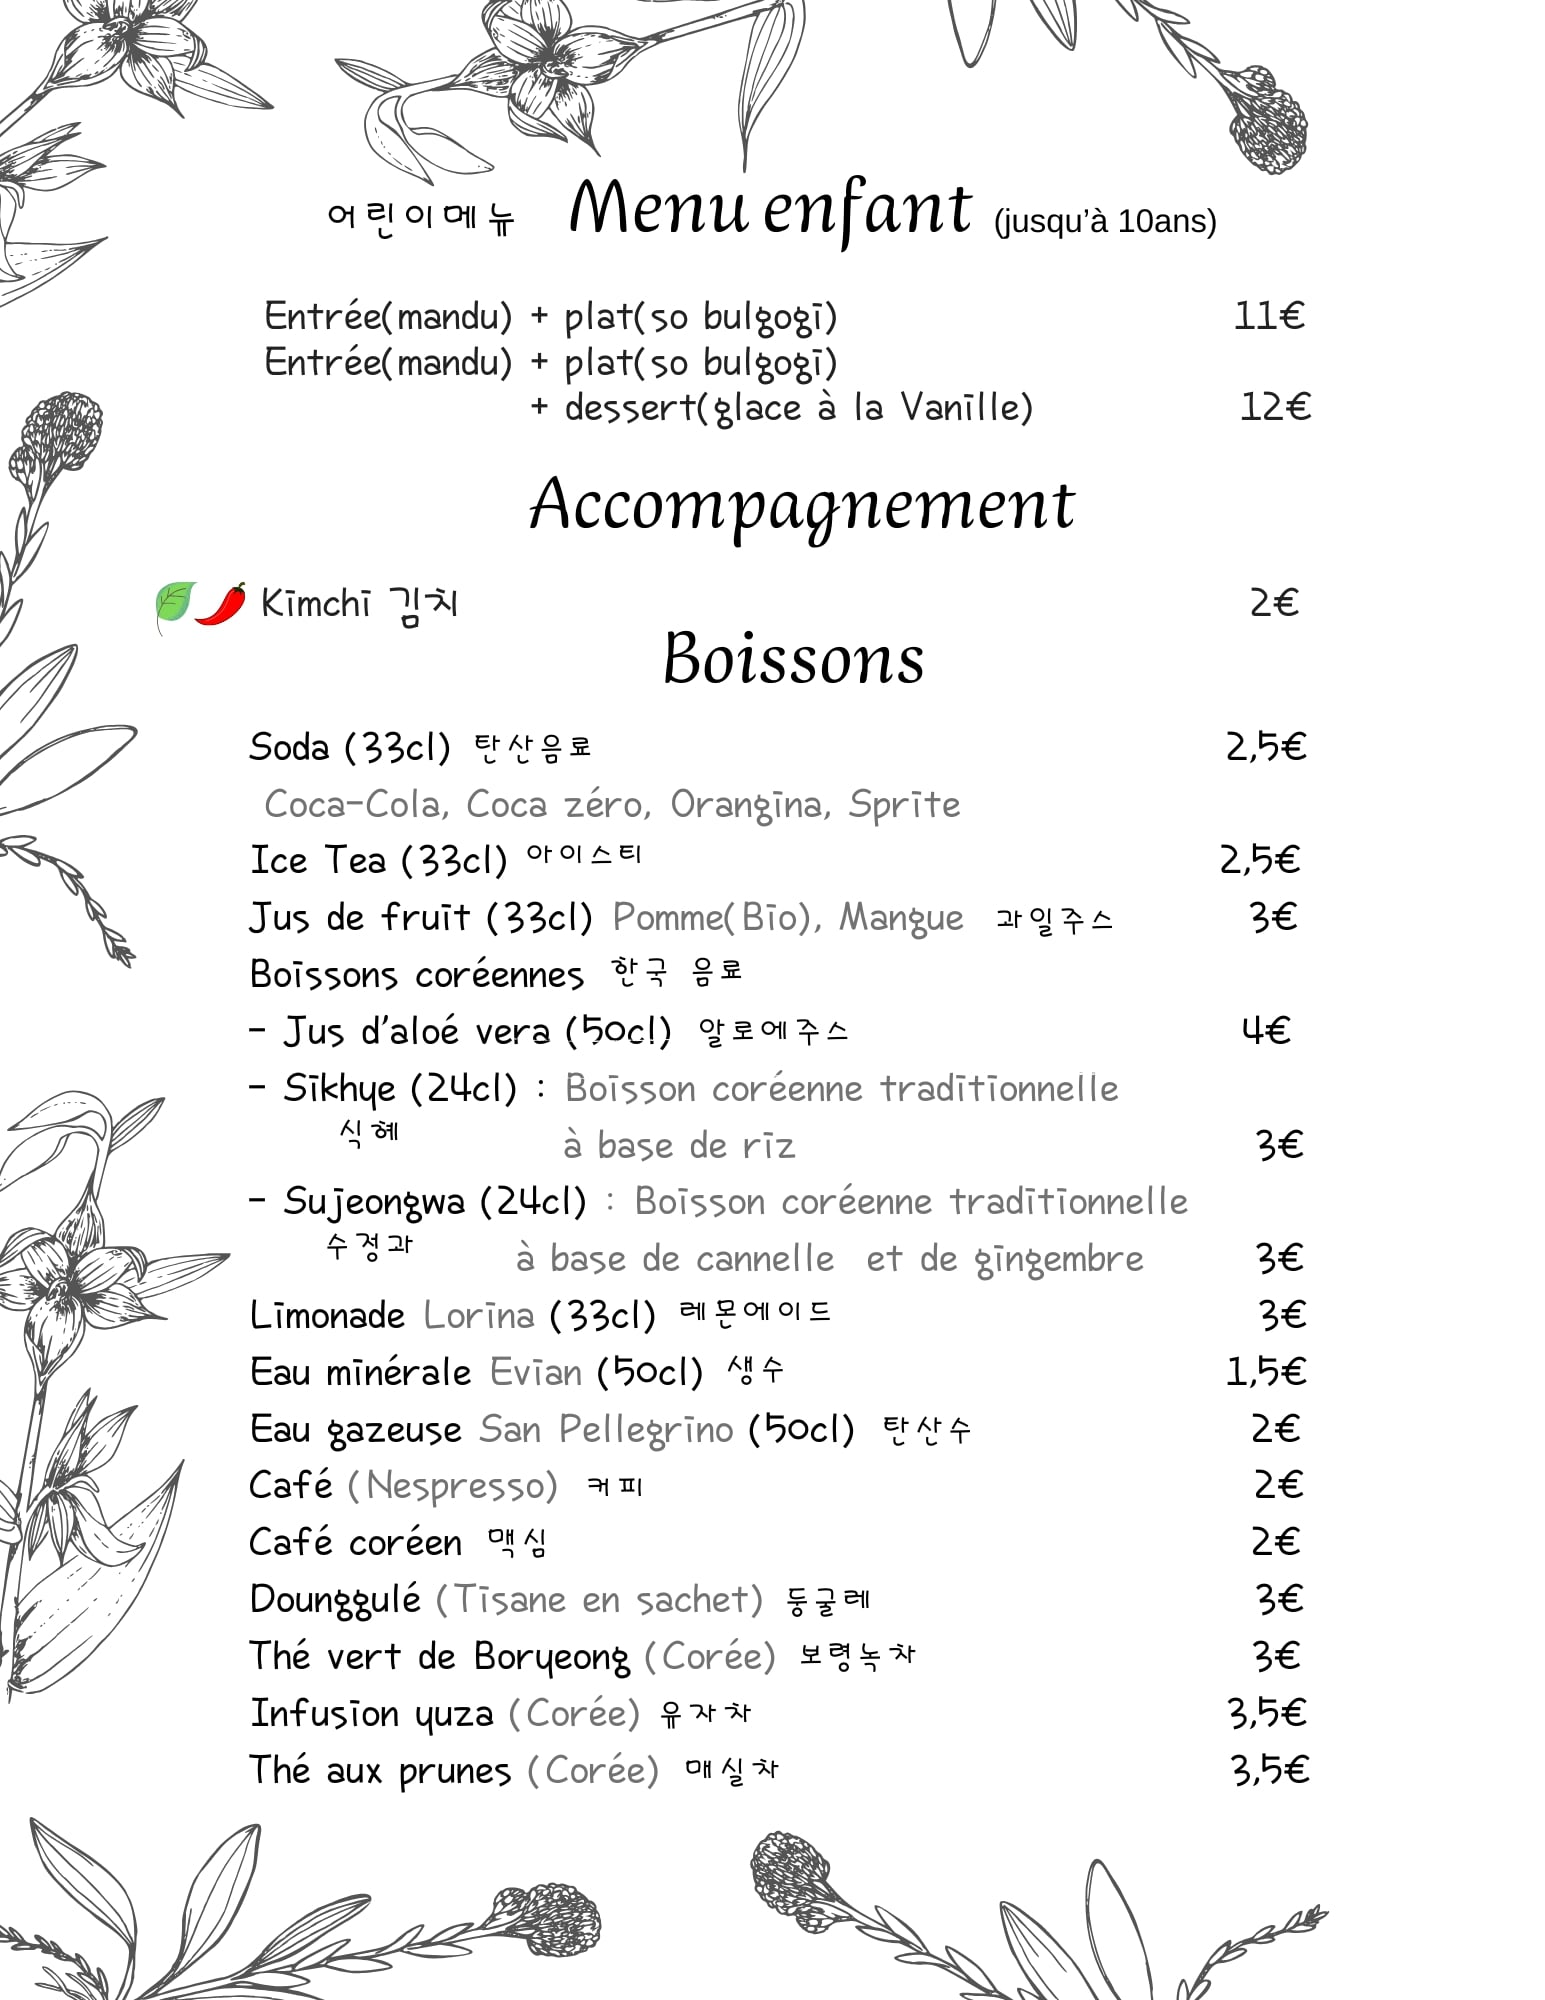 어린이메뉴 Menu enfant (jusqu'à 10ans)
Entrée(mandu) + plat(so bulgogi) 11€
Entrée(mandu) + plat(so bulgogi)
+ dessert(glace à la Vanille) 12€
Accompagnement
Kimchi 김치 2€
Boissons
Soda (33cl) 탄산음료 2,5€
Coca-Cola, Coca zéro, Orangina, Sprite
Ice Tea (33cl) 아이스티 2,5€
Jus de fruit (33cl) Pomme(Bio), Mangue 과일주스 3€
Boissons coréennes 한국 음료
- Jus d'aloé vera (50cl) 알로에주스 4€
- Sikhye (24cl) : Boisson coréenne traditionnelle
식혜 à base de riz 3€
- Sujeongwa (24cl) : Boisson coréenne traditionnelle
수정과 à base de cannelle et de gingembre 3€
Limonade Lorina (33cl) 레몬에이드 3€
Eau minérale Evian (50cl) 생수 1,5€
Eau gazeuse San Pellegrino (50cl) 탄산수 2€
Café (Nespresso) 커피 2€
Café coréen 맥심 2€
Dounggulé (Tisane en sachet) 둥굴레 3€
Thé vert de Boryeong (Corée) 보령녹차 3€
Infusion yuza (Corée) 유자차 3,5€
Thé aux prunes (Corée) 매실차 3,5€